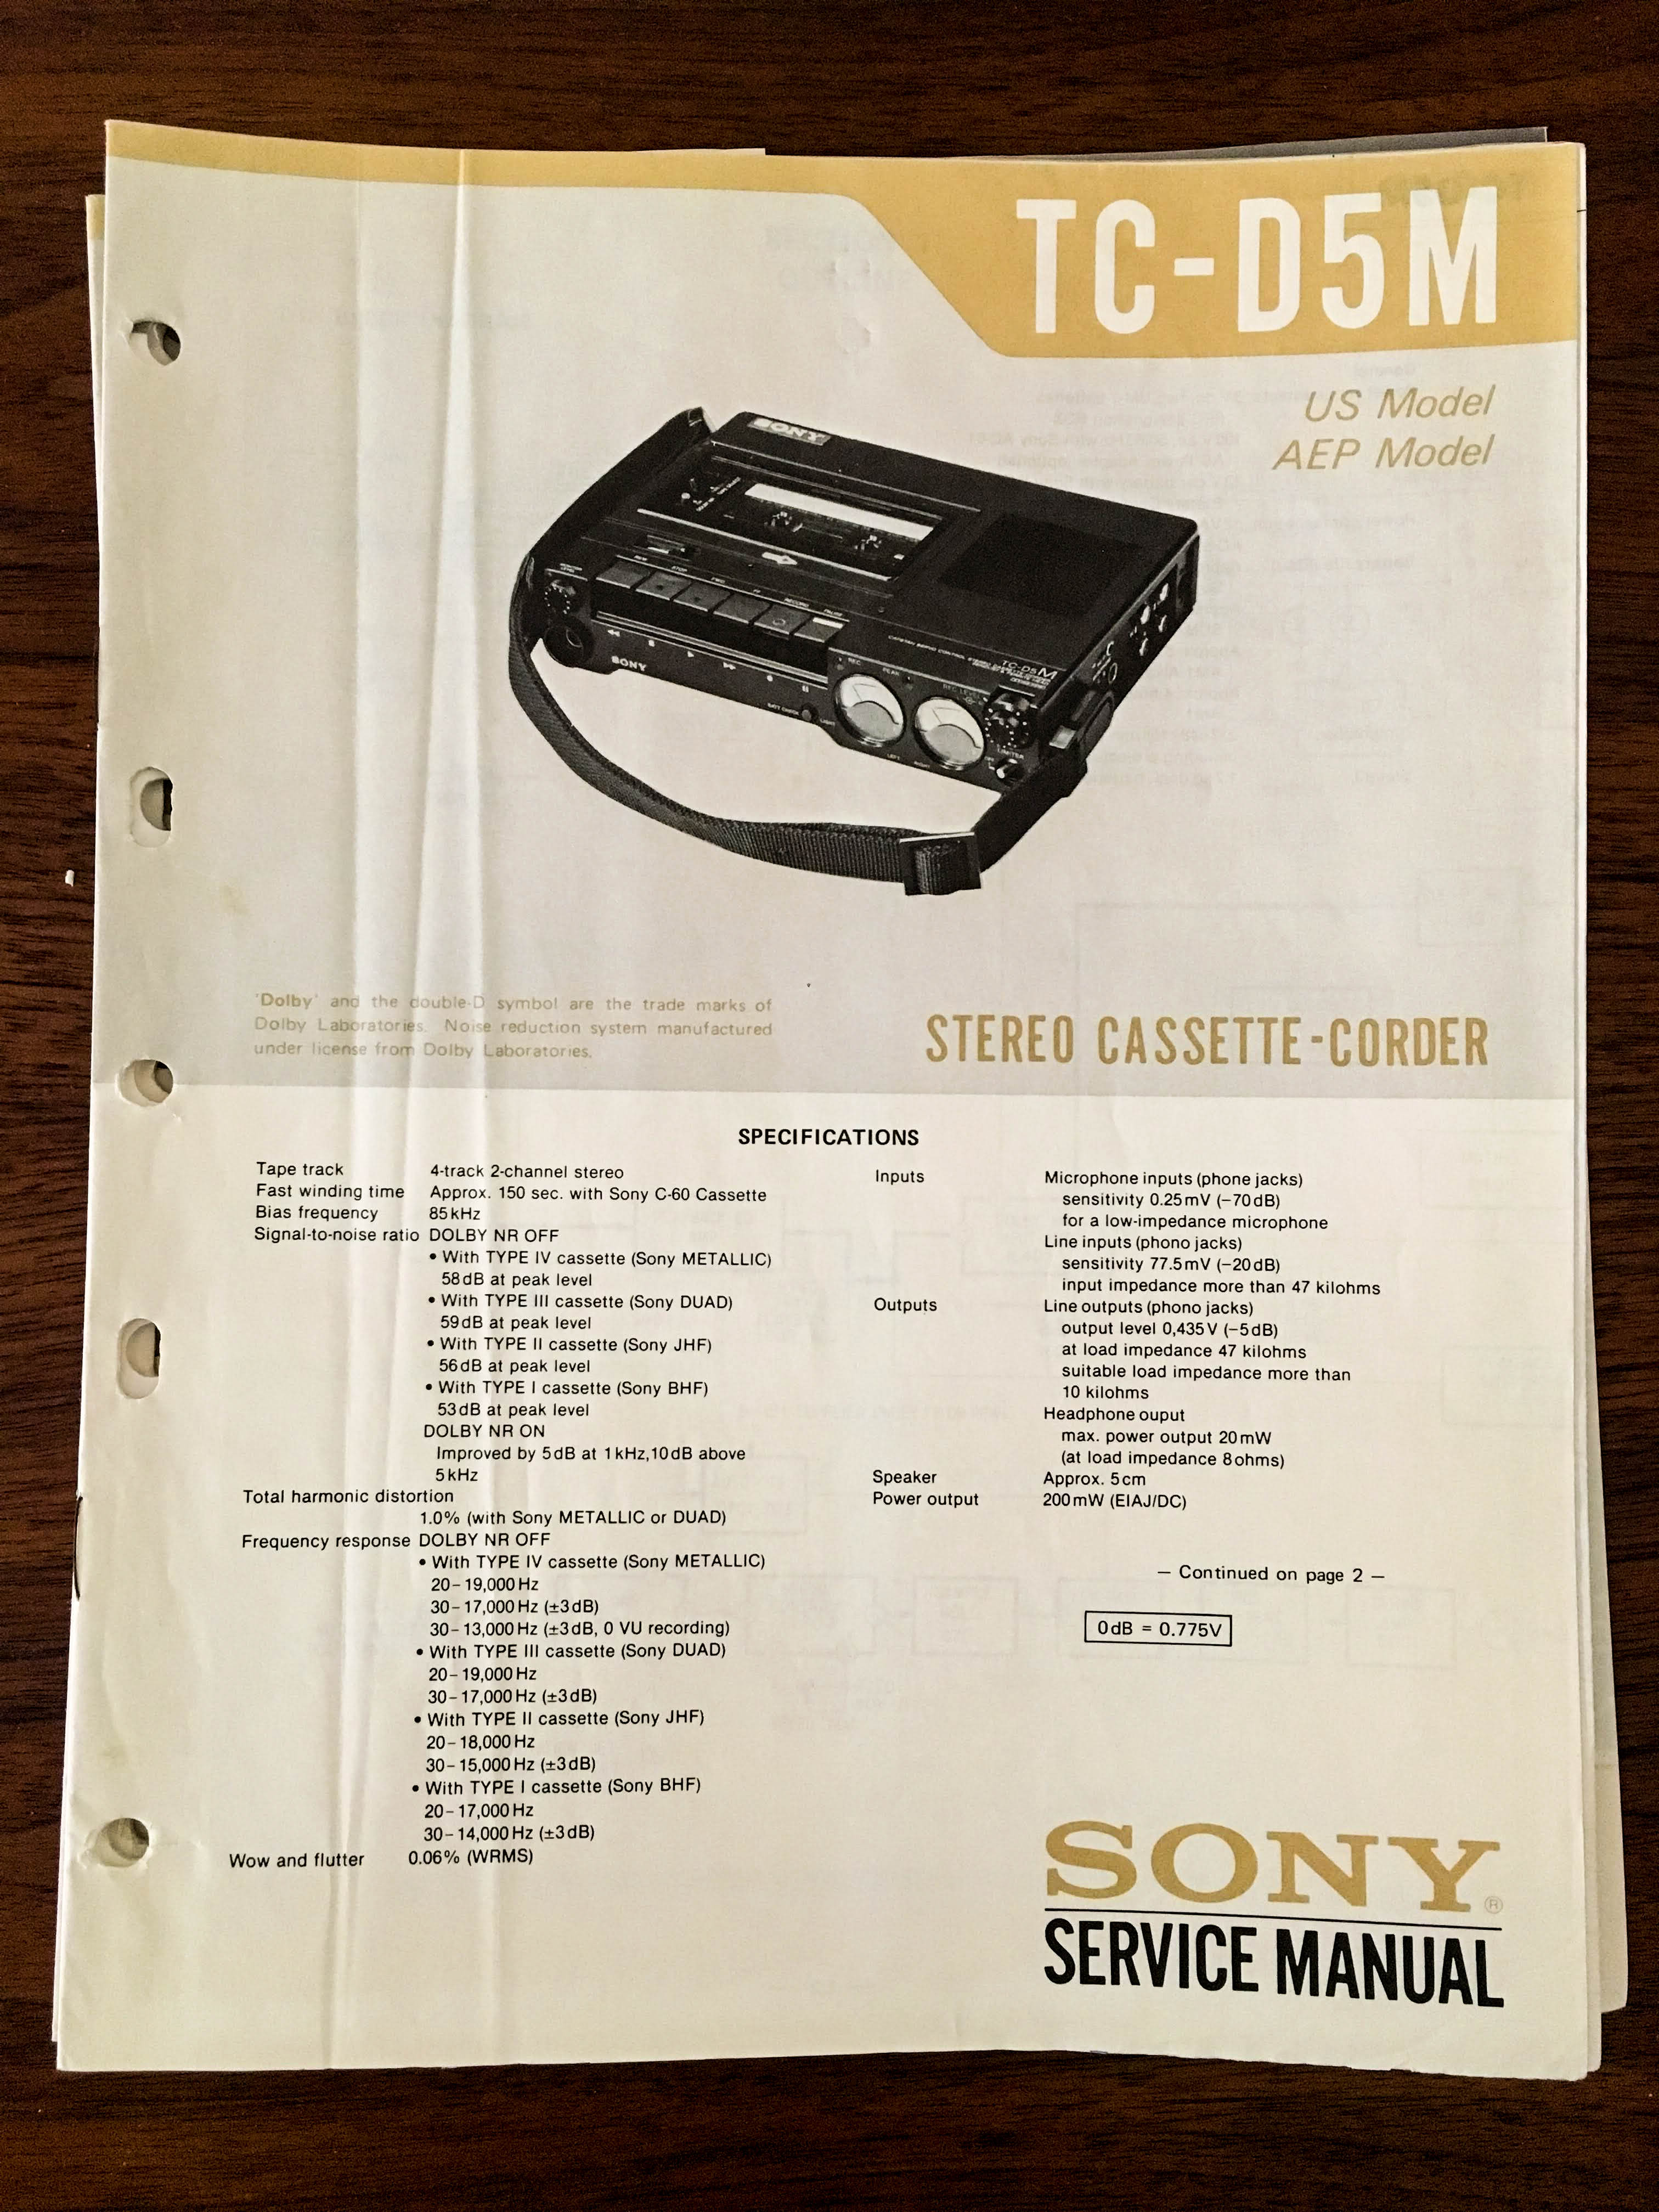 TC-D5M
US Model
AEP Model
SONY
SONY
TC-D5M
'Dolby' and the double-D symbol are the trade marks of
Dolby Laboratories. Noise reduction system manufactured
under license from Dolby Laboratories.
STEREO CASSETTE-CORDER
SPECIFICATIONS
Tape track 4-track 2-channel stereo
Fast winding time Approx. 150 sec. with Sony C-60 Cassette
Bias frequency 85kHz
Signal-to-noise ratio DOLBY NR OFF
• With TYPE IV cassette (Sony METALLIC)
58dB at peak level
• With TYPE III cassette (Sony DUAD)
59dB at peak level
• With TYPE II cassette (Sony JHF)
56dB at peak level
• With TYPE I cassette (Sony BHF)
53dB at peak level
DOLBY NR ON
Improved by 5dB at 1kHz,10dB above
5kHz
Total harmonic distortion
1.0% (with Sony METALLIC or DUAD)
Frequency response DOLBY NR OFF
• With TYPE IV cassette (Sony METALLIC)
20–19,000Hz
30–17,000Hz (±3dB)
30–13,000Hz (±3dB, 0 VU recording)
• With TYPE III cassette (Sony DUAD)
20–19,000Hz
30–17,000Hz (±3dB)
• With TYPE II cassette (Sony JHF)
20–18,000Hz
30–15,000Hz (±3dB)
• With TYPE I cassette (Sony BHF)
20–17,000Hz
30–14,000Hz (±3dB)
Wow and flutter 0.06% (WRMS)
Inputs Microphone inputs (phone jacks)
sensitivity 0.25mV (−70dB)
for a low-impedance microphone
Line inputs (phono jacks)
sensitivity 77.5mV (−20dB)
input impedance more than 47 kilohms
Outputs Line outputs (phono jacks)
output level 0,435V (−5dB)
at load impedance 47 kilohms
suitable load impedance more than
10 kilohms
Headphone ouput
max. power output 20mW
(at load impedance 8ohms)
Speaker Approx. 5cm
Power output 200mW (EIAJ/DC)
— Continued on page 2 —
0dB = 0.775V
SONY®
SERVICE MANUAL